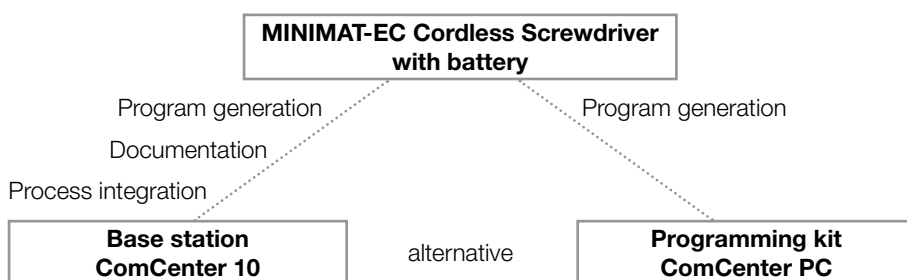 MINIMAT-EC Cordless Screwdriver
with battery
Program generation
Program generation
Documentation
Process integration
Base station
ComCenter 10
alternative
Programming kit
ComCenter PC